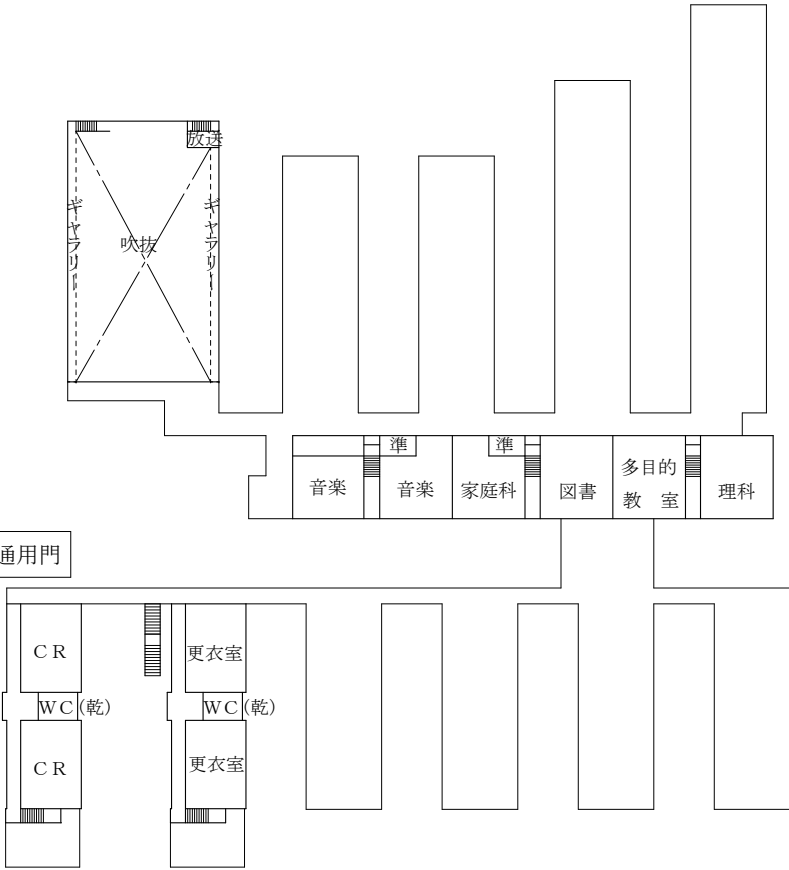 放送
ギャラリー
吹抜
ギャラリー
準
準
音楽
音楽
家庭科
図書
多目的
教　室
理科
通用門
ＣＲ
更衣室
ＷＣ(乾)
ＷＣ(乾)
ＣＲ
更衣室